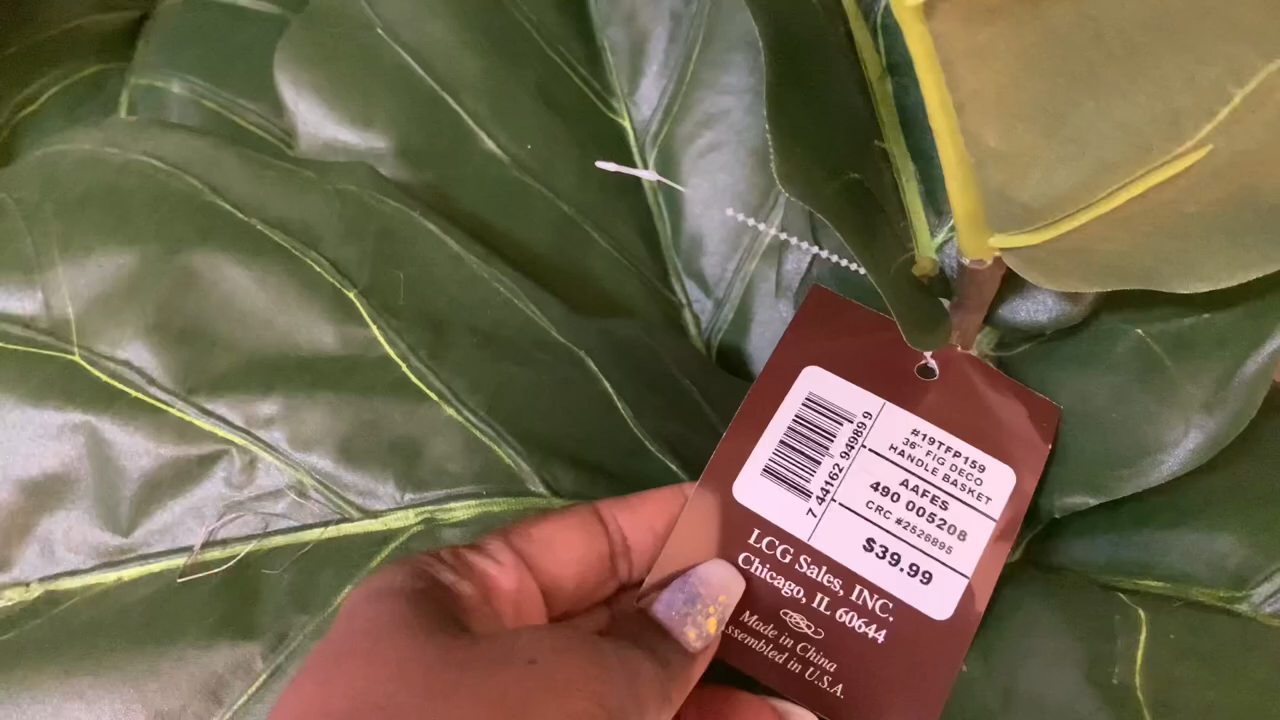 #19TFP159
36" FIG DECO
HANDLE BASKET
AAFES
490 005208
CRC #2526895
$39.99
7 44162 94989 9
LCG Sales, INC.
Chicago, IL 60644
Made in China
Assembled in U.S.A.